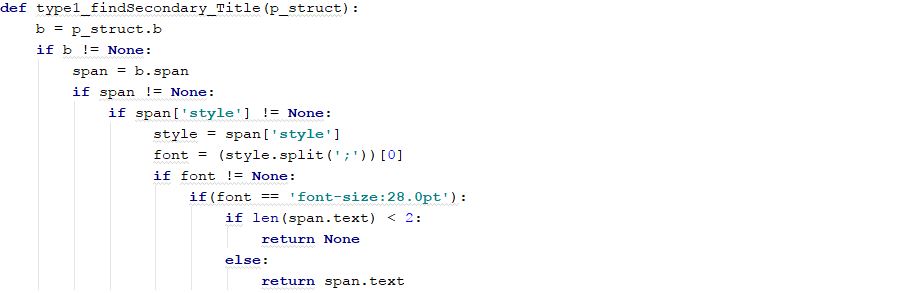 def type1_findSecondary_Title(p_struct):
    b = p_struct.b
    if b != None:
        span = b.span
        if span != None:
            if span['style'] != None:
                style = span['style']
                font = (style.split(';'))[0]
                if font != None:
                    if(font == 'font-size:28.0pt'):
                        if len(span.text) < 2:
                            return None
                        else:
                            return span.text